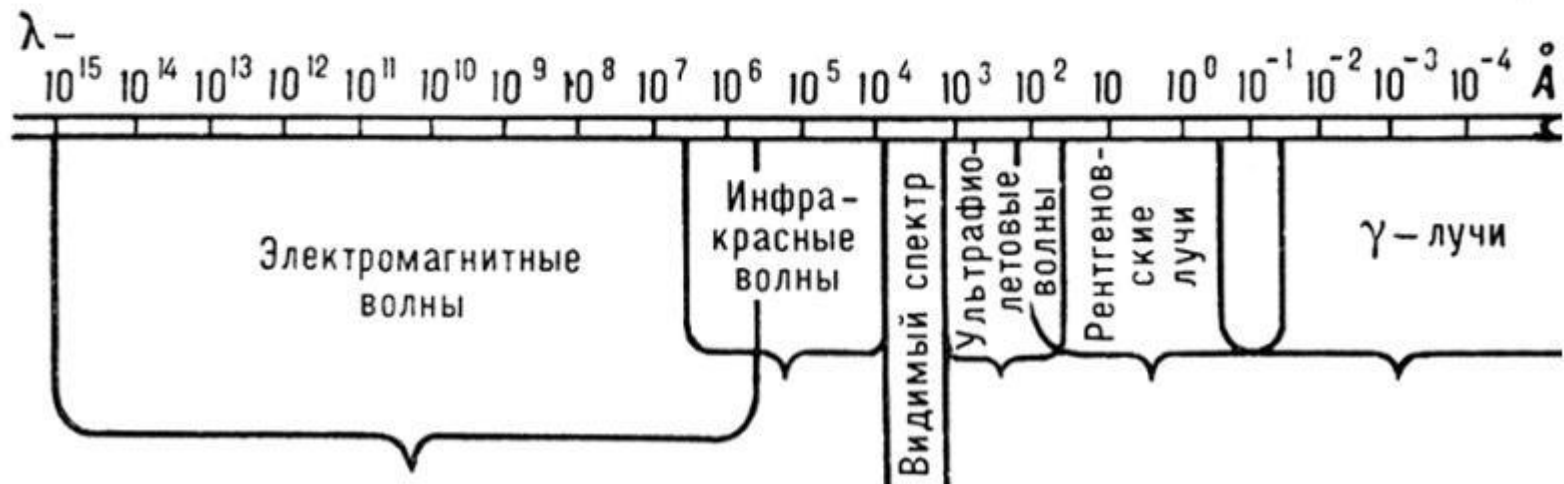 λ –
10¹⁵ 10¹⁴ 10¹³ 10¹² 10¹¹ 10¹⁰ 10⁹ 10⁸ 10⁷ 10⁶ 10⁵ 10⁴ 10³ 10² 10 10⁰ 10⁻¹ 10⁻² 10⁻³ 10⁻⁴ Å
Электромагнитные
волны
Инфра-
красные
волны
Видимый спектр
Ультрафио-
летовые
волны
Рентгенов-
ские
лучи
γ – лучи